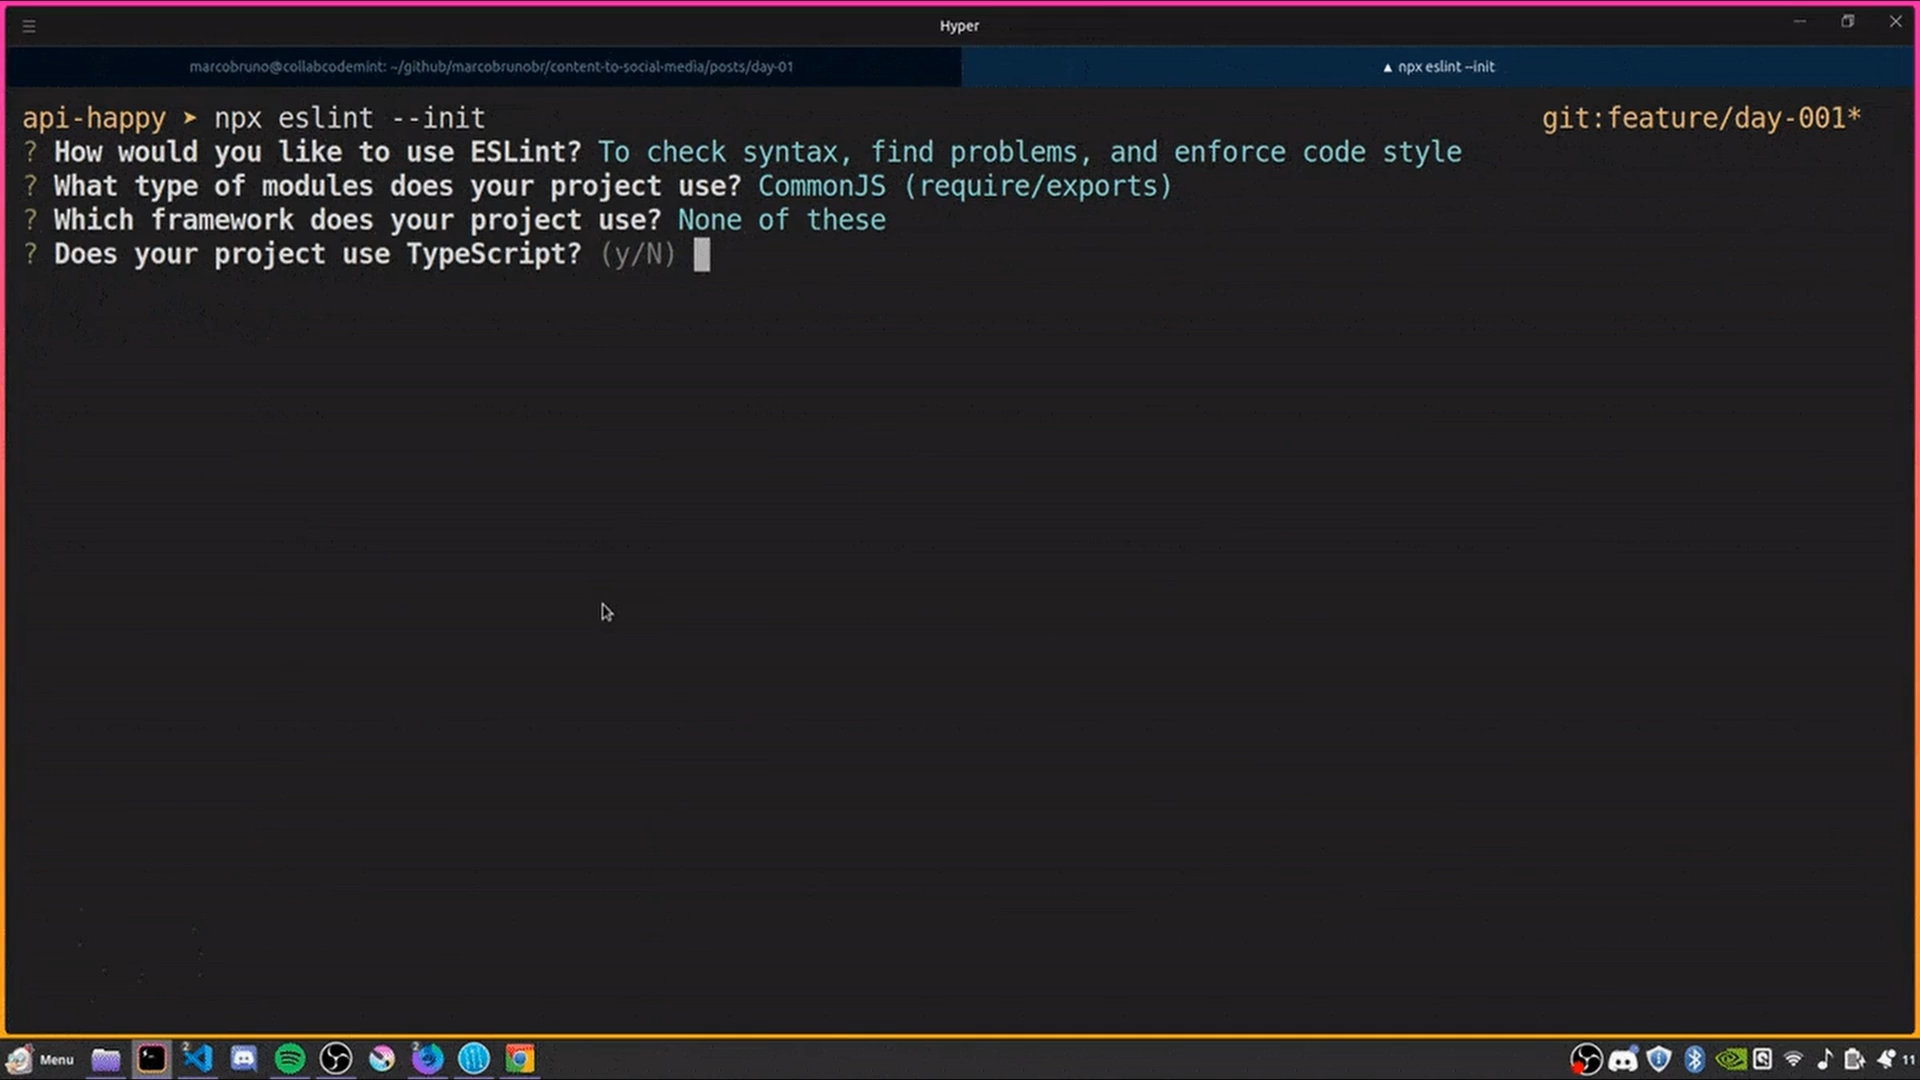 Hyper
marcobruno@collabcodemint: ~/github/marcobrunobr/content-to-social-media/posts/day-01
▲ npx eslint --init
api-happy ➤ npx eslint --init git:feature/day-001*
? How would you like to use ESLint? To check syntax, find problems, and enforce code style
? What type of modules does your project use? CommonJS (require/exports)
? Which framework does your project use? None of these
? Does your project use TypeScript? (y/N)
Menu 2 2 11